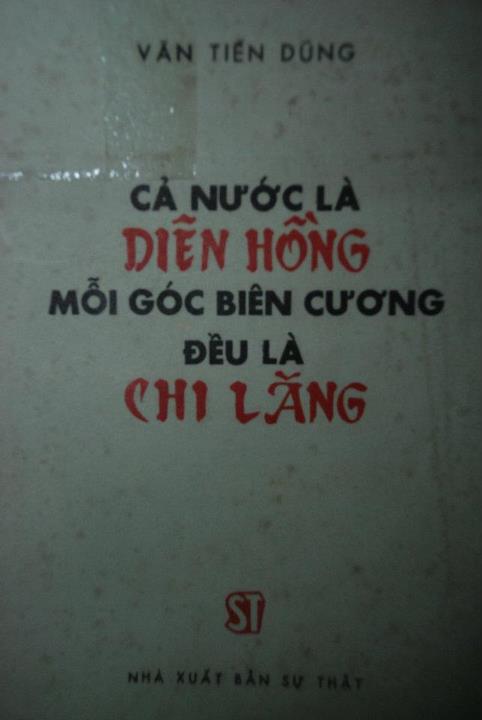 VĂN TIẾN DŨNG
CẢ NƯỚC LÀ
DIÊN HỒNG
MỖI GÓC BIÊN CƯƠNG
ĐỀU LÀ
CHI LĂNG
ST
NHÀ XUẤT BẢN SỰ THẬT